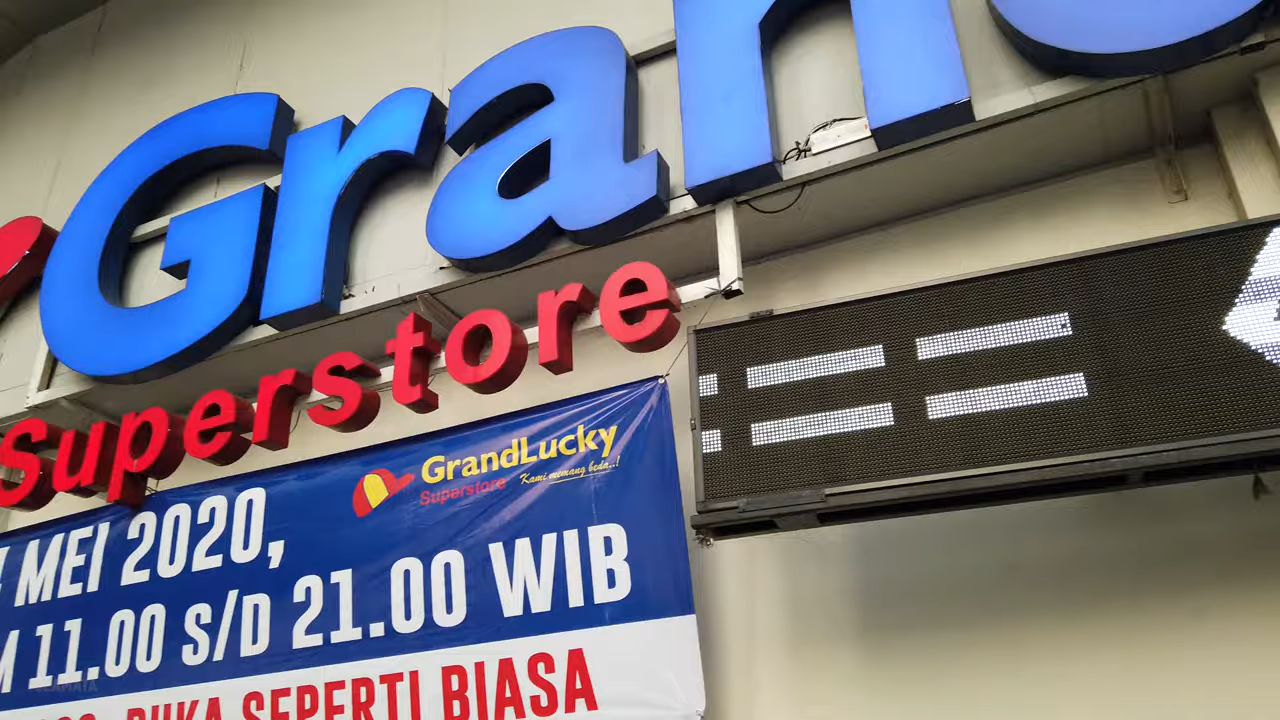 Gran
Superstore
GrandLucky
Superstore Kami memang beda..!
MEI 2020,
11.00 S/D 21.00 WIB
BUKA SEPERTI BIASA